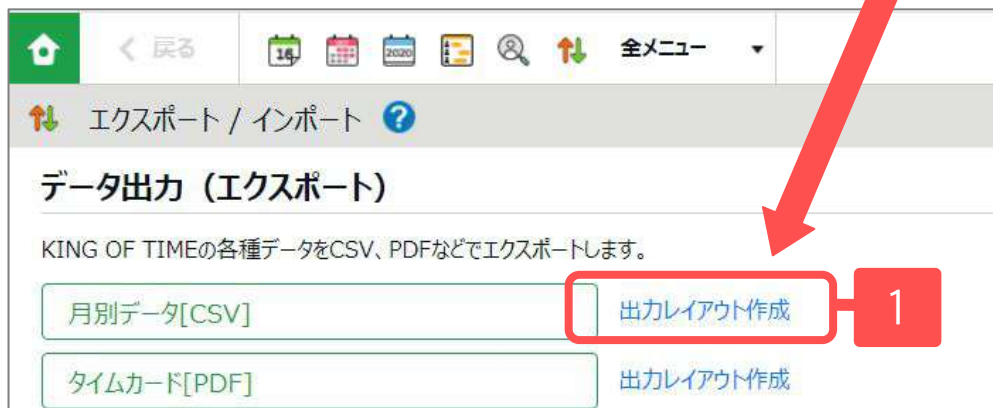 戻る
16
2020
全メニュー
エクスポート / インポート ?
データ出力（エクスポート）
KING OF TIMEの各種データをCSV、PDFなどでエクスポートします。
月別データ[CSV] 出力レイアウト作成 1
タイムカード[PDF] 出力レイアウト作成